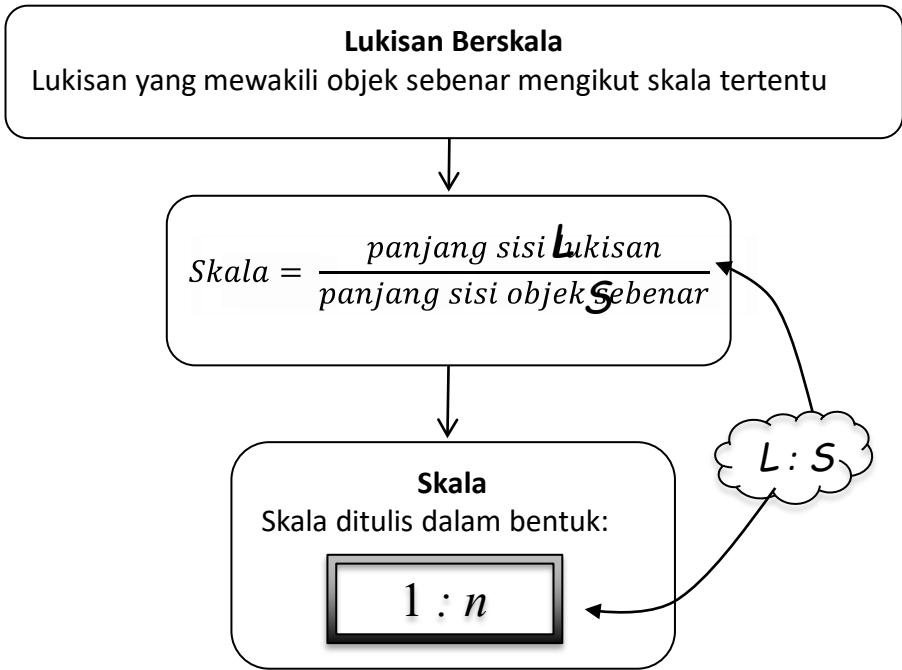 Lukisan Berskala
Lukisan yang mewakili objek sebenar mengikut skala tertentu
Skala = panjang sisi Lukisan / panjang sisi objek Sebenar
L : S
Skala
Skala ditulis dalam bentuk:
1 : n